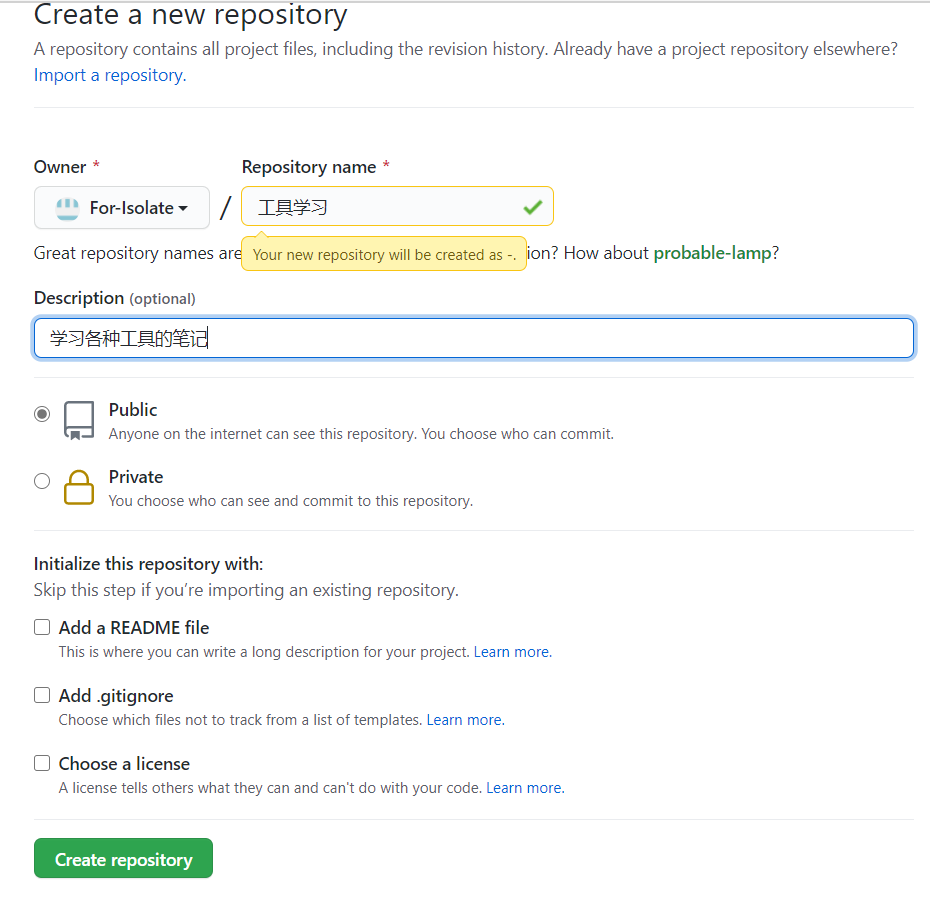 Create a new repository
A repository contains all project files, including the revision history. Already have a project repository elsewhere?
Import a repository.
Owner *
Repository name *
For-Isolate
/
工具学习
Great repository names are
Your new repository will be created as -.
ion? How about probable-lamp?
Description (optional)
学习各种工具的笔记
Public
Anyone on the internet can see this repository. You choose who can commit.
Private
You choose who can see and commit to this repository.
Initialize this repository with:
Skip this step if you’re importing an existing repository.
Add a README file
This is where you can write a long description for your project. Learn more.
Add .gitignore
Choose which files not to track from a list of templates. Learn more.
Choose a license
A license tells others what they can and can't do with your code. Learn more.
Create repository